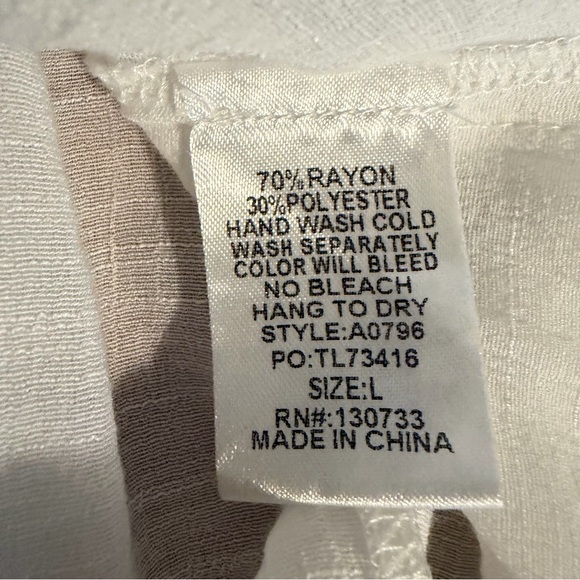 70%RAYON
30%POLYESTER
HAND WASH COLD
WASH SEPARATELY
COLOR WILL BLEED
NO BLEACH
HANG TO DRY
STYLE:A0796
PO:TL73416
SIZE:L
RN#:130733
MADE IN CHINA